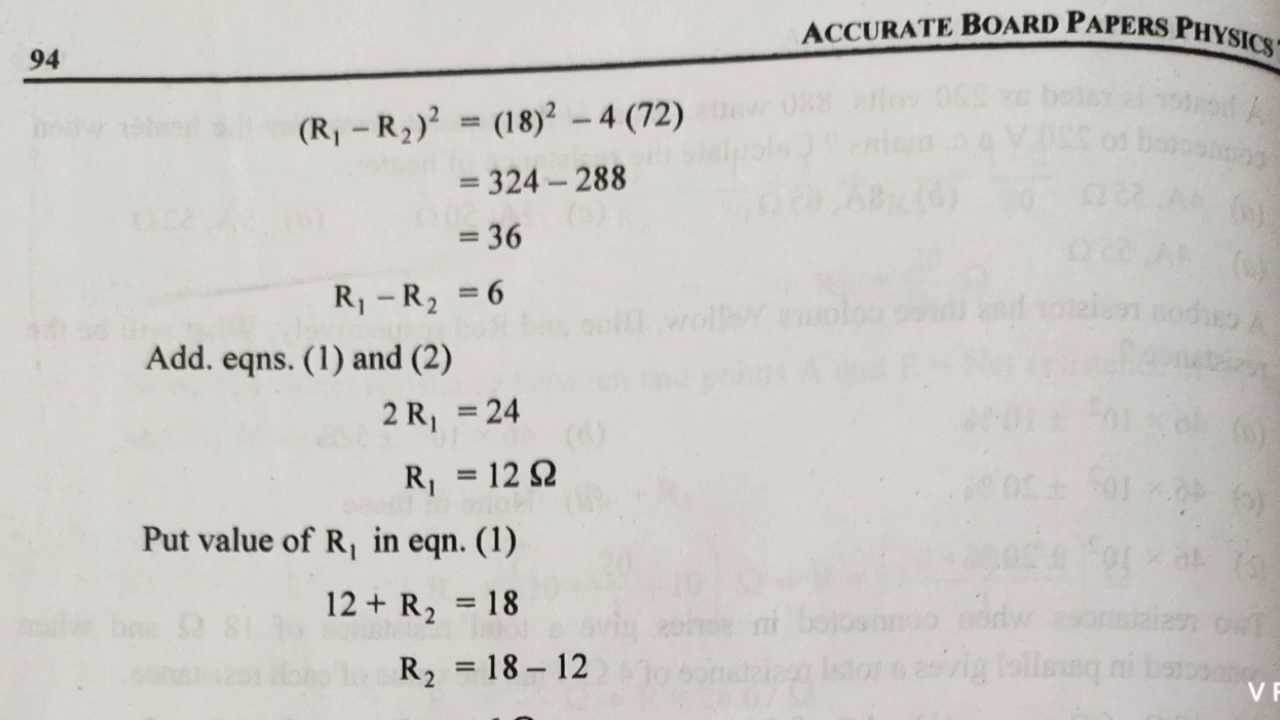 ACCURATE BOARD PAPERS PHYSICS
94
(R₁ – R₂)² = (18)² – 4 (72)
= 324 – 288
= 36
R₁ – R₂ = 6
Add. eqns. (1) and (2)
2 R₁ = 24
R₁ = 12 Ω
Put value of R₁ in eqn. (1)
12 + R₂ = 18
R₂ = 18 – 12